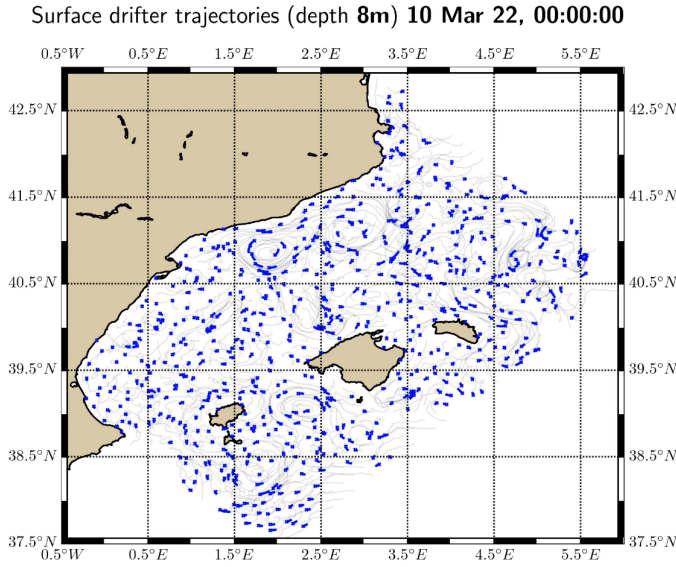 Surface drifter trajectories (depth 8m) 10 Mar 22, 00:00:00
0.5°W 0.5°E 1.5°E 2.5°E 3.5°E 4.5°E 5.5°E
42.5°N 42.5°N
41.5°N 41.5°N
40.5°N 40.5°N
39.5°N 39.5°N
38.5°N 38.5°N
37.5°N 37.5°N
0.5°W 0.5°E 1.5°E 2.5°E 3.5°E 4.5°E 5.5°E